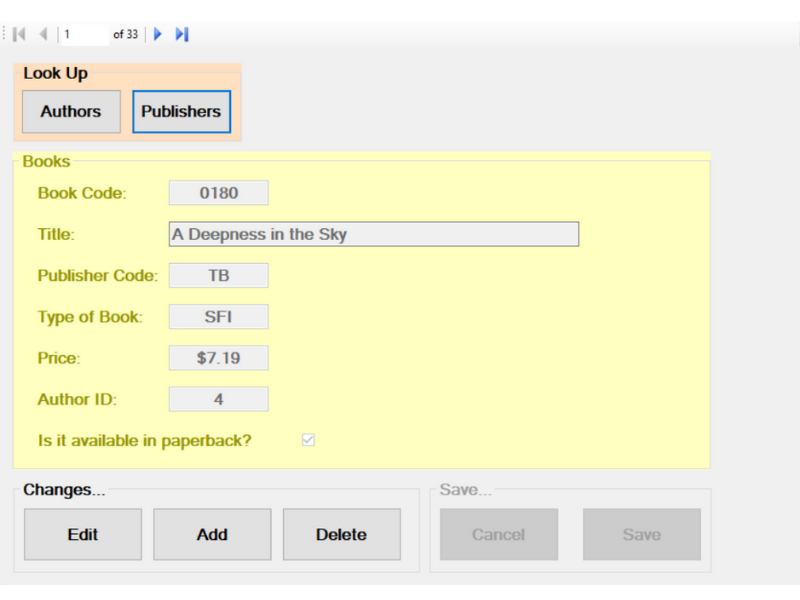 1 of 33
Look Up
Authors Publishers
Books
Book Code: 0180
Title: A Deepness in the Sky
Publisher Code: TB
Type of Book: SFI
Price: $7.19
Author ID: 4
Is it available in paperback?
Changes... Save...
Edit Add Delete Cancel Save